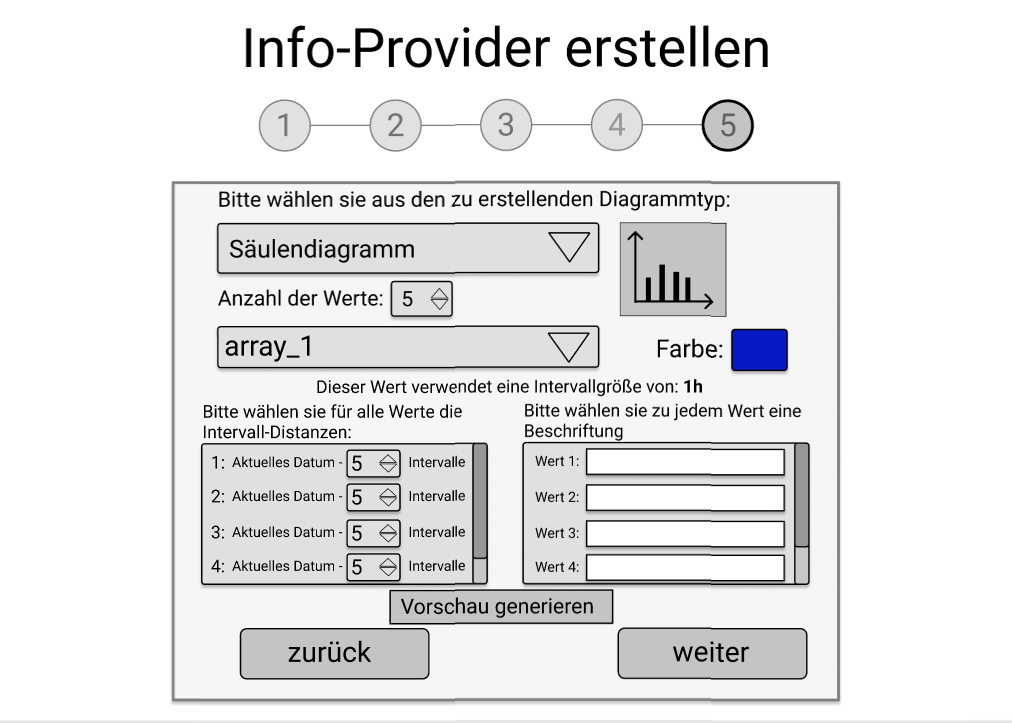 Info-Provider erstellen
1 2 3 4 5
Bitte wählen sie aus den zu erstellenden Diagrammtyp:
Säulendiagramm
Anzahl der Werte: 5
array_1
Farbe:
Dieser Wert verwendet eine Intervallgröße von: 1h
Bitte wählen sie für alle Werte die
Intervall-Distanzen:
1: Aktuelles Datum - 5 Intervalle
2: Aktuelles Datum - 5 Intervalle
3: Aktuelles Datum - 5 Intervalle
4: Aktuelles Datum - 5 Intervalle
Bitte wählen sie zu jedem Wert eine
Beschriftung
Wert 1:
Wert 2:
Wert 3:
Wert 4:
Vorschau generieren
zurück
weiter